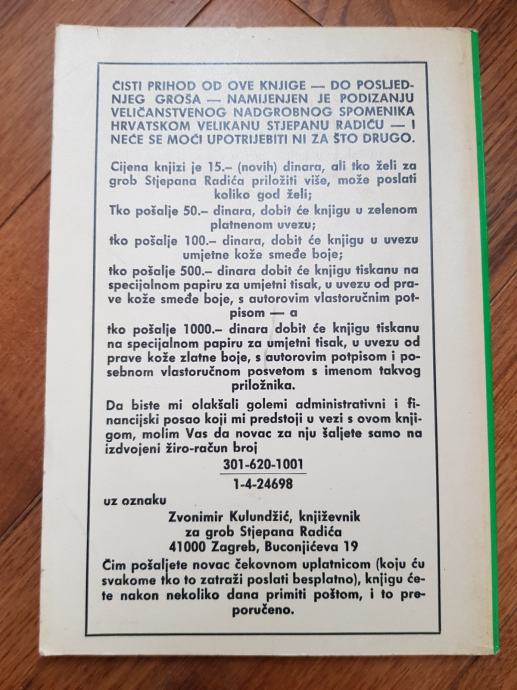 ČISTI PRIHOD OD OVE KNJIGE — DO POSLJED-
NJEG GROŠA — NAMIJENJEN JE PODIZANJU
VELIČANSTVENOG NADGROBNOG SPOMENIKA
HRVATSKOM VELIKANU STJEPANU RADIĆU — I
NEĆE SE MOĆI UPOTRIJEBITI NI ZA ŠTO DRUGO.
Cijena knjizi je 15.– (novih) dinara, ali tko želi za
grob Stjepana Radića priložiti više, može poslati
koliko god želi;
Tko pošalje 50.– dinara, dobit će knjigu u zelenom
platnenom uvezu;
tko pošalje 100.– dinara, dobit će knjigu u uvezu
umjetne kože smeđe boje;
tko pošalje 500.– dinara dobit će knjigu tiskanu na
specijalnom papiru za umjetni tisak, u uvezu od pra-
ve kože smeđe boje, s autorovim vlastoručnim pot-
pisom — a
tko pošalje 1000.– dinara dobit će knjigu tiskanu
na specijalnom papiru za umjetni tisak, u uvezu od
prave kože zlatne boje, s autorovim potpisom i po-
sebnom vlastoručnom posvetom s imenom takvog
priložnika.
Da biste mi olakšali golemi administrativni i fi-
nancijski posao koji mi predstoji u vezi s ovom knji-
gom, molim Vas da novac za nju šaljete samo na
izdvojeni žiro-račun broj
301-620-1001
1-4-24698
uz oznaku
Zvonimir Kulundžić, književnik
za grob Stjepana Radića
41000 Zagreb, Buconjićeva 19
Čim pošaljete novac čekovnom uplatnicom (koju ću
svakome tko to zatraži poslati besplatno), knjigu će-
te nakon nekoliko dana primiti poštom, i to pre-
poručeno.